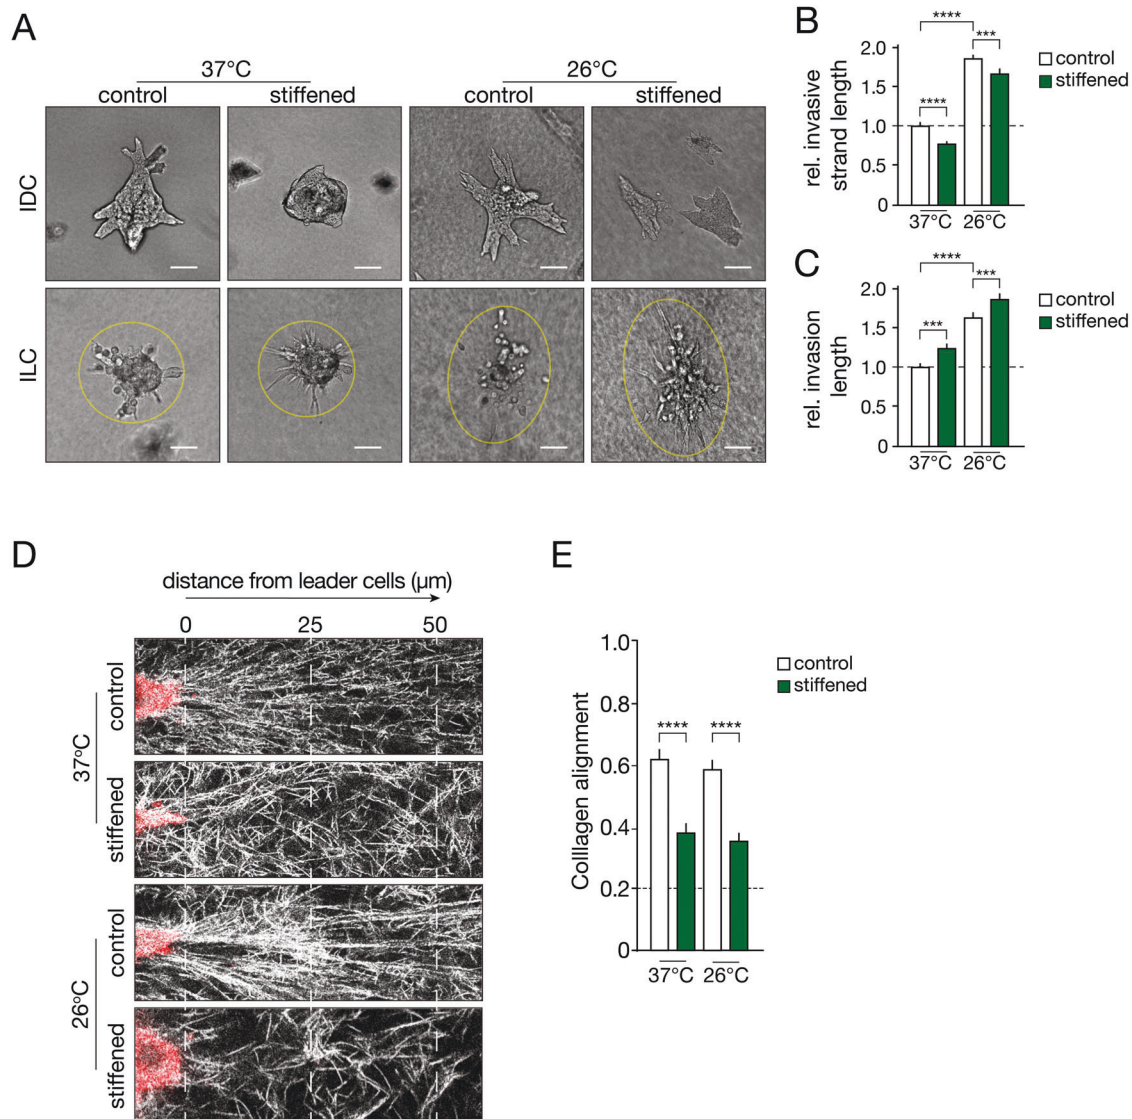 A
37°C
26°C
control
stiffened
control
stiffened
IDC
ILC
B
rel. invasive
strand length
2.0
1.5
1.0
0.5
0
****
****
***
37°C
26°C
control
stiffened
C
rel. invasion
length
2.0
1.5
1.0
0.5
0
****
***
***
37°C
26°C
control
stiffened
D
distance from leader cells (µm)
0
25
50
37°C
control
stiffened
26°C
control
stiffened
E
Colllagen alignment
1.0
0.8
0.6
0.4
0.2
0
****
****
37°C
26°C
control
stiffened